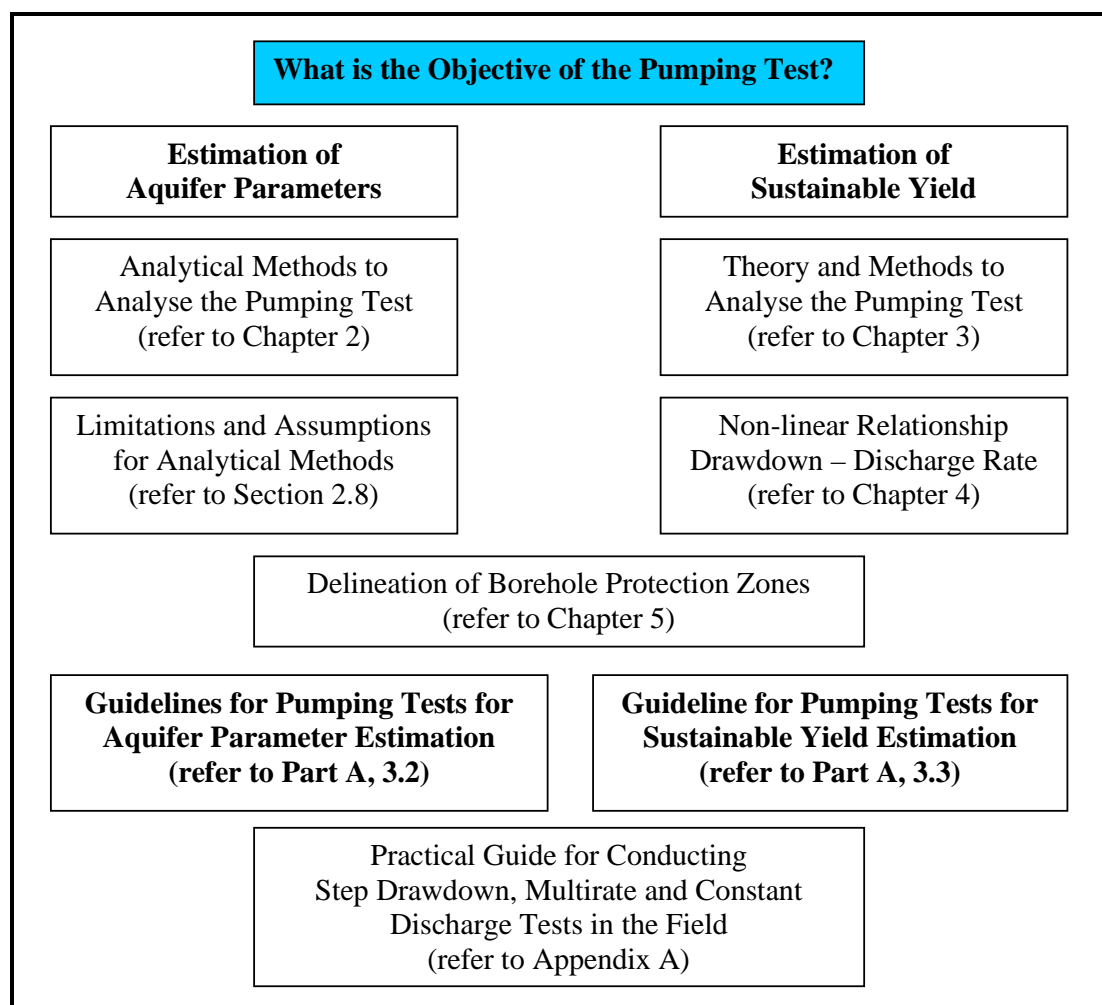 What is the Objective of the Pumping Test?
Estimation of
Aquifer Parameters
Estimation of
Sustainable Yield
Analytical Methods to
Analyse the Pumping Test
(refer to Chapter 2)
Theory and Methods to
Analyse the Pumping Test
(refer to Chapter 3)
Limitations and Assumptions
for Analytical Methods
(refer to Section 2.8)
Non-linear Relationship
Drawdown – Discharge Rate
(refer to Chapter 4)
Delineation of Borehole Protection Zones
(refer to Chapter 5)
Guidelines for Pumping Tests for
Aquifer Parameter Estimation
(refer to Part A, 3.2)
Guideline for Pumping Tests for
Sustainable Yield Estimation
(refer to Part A, 3.3)
Practical Guide for Conducting
Step Drawdown, Multirate and Constant
Discharge Tests in the Field
(refer to Appendix A)